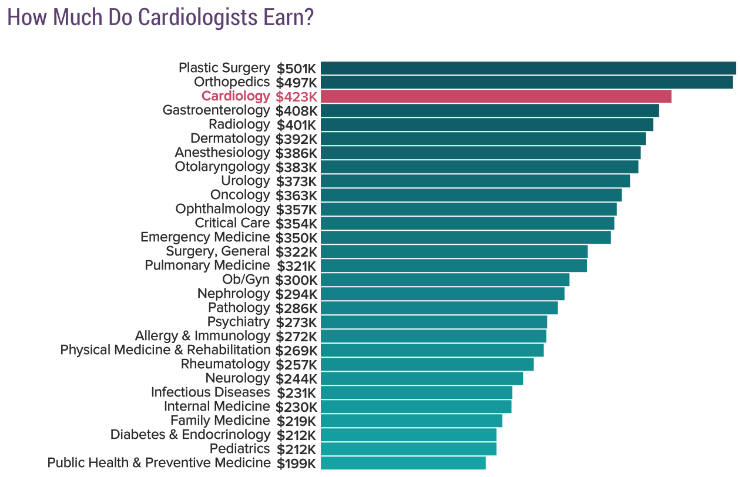 How Much Do Cardiologists Earn?
Plastic Surgery $501K
Orthopedics $497K
Cardiology $423K
Gastroenterology $408K
Radiology $401K
Dermatology $392K
Anesthesiology $386K
Otolaryngology $383K
Urology $373K
Oncology $363K
Ophthalmology $357K
Critical Care $354K
Emergency Medicine $350K
Surgery, General $322K
Pulmonary Medicine $321K
Ob/Gyn $300K
Nephrology $294K
Pathology $286K
Psychiatry $273K
Allergy & Immunology $272K
Physical Medicine & Rehabilitation $269K
Rheumatology $257K
Neurology $244K
Infectious Diseases $231K
Internal Medicine $230K
Family Medicine $219K
Diabetes & Endocrinology $212K
Pediatrics $212K
Public Health & Preventive Medicine $199K